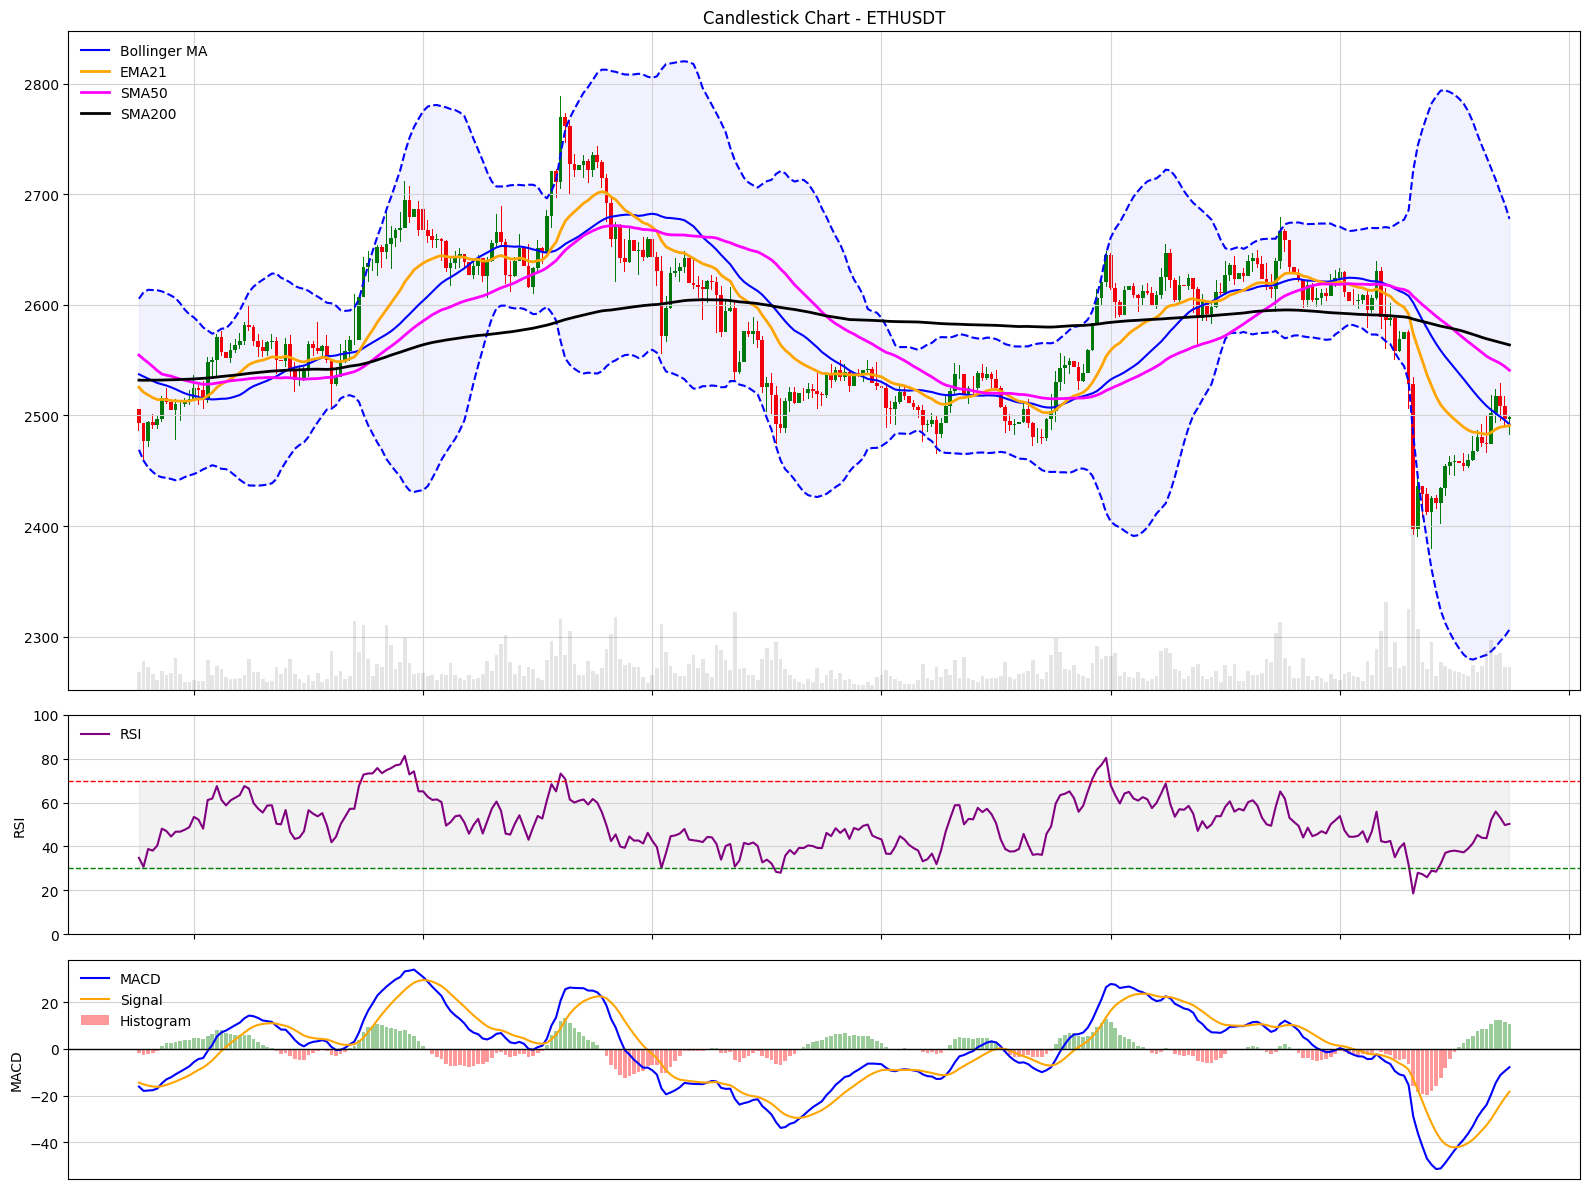 Candlestick Chart - ETHUSDT
Bollinger MA
EMA21
SMA50
SMA200
2800
2700
2600
2500
2400
2300
RSI
100
80
60
40
20
0
RSI
MACD
Signal
Histogram
20
0
−20
−40
MACD